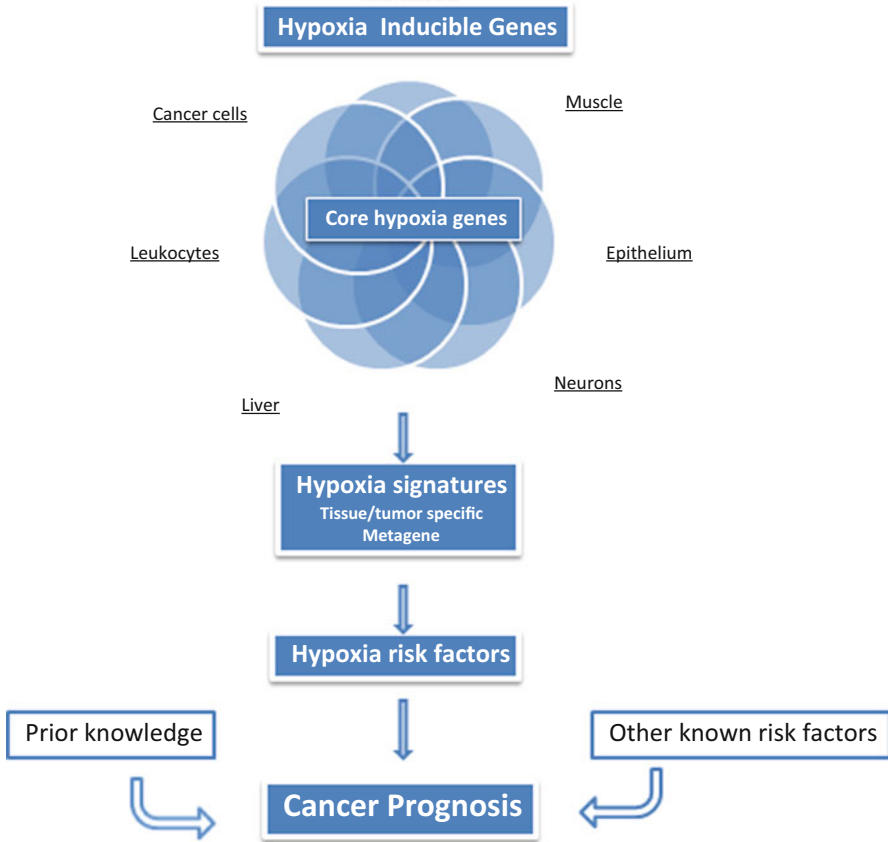 Hypoxia Inducible Genes
Cancer cells
Muscle
Core hypoxia genes
Leukocytes
Epithelium
Neurons
Liver
Hypoxia signatures
Tissue/tumor specific
Metagene
Hypoxia risk factors
Prior knowledge
Other known risk factors
Cancer Prognosis